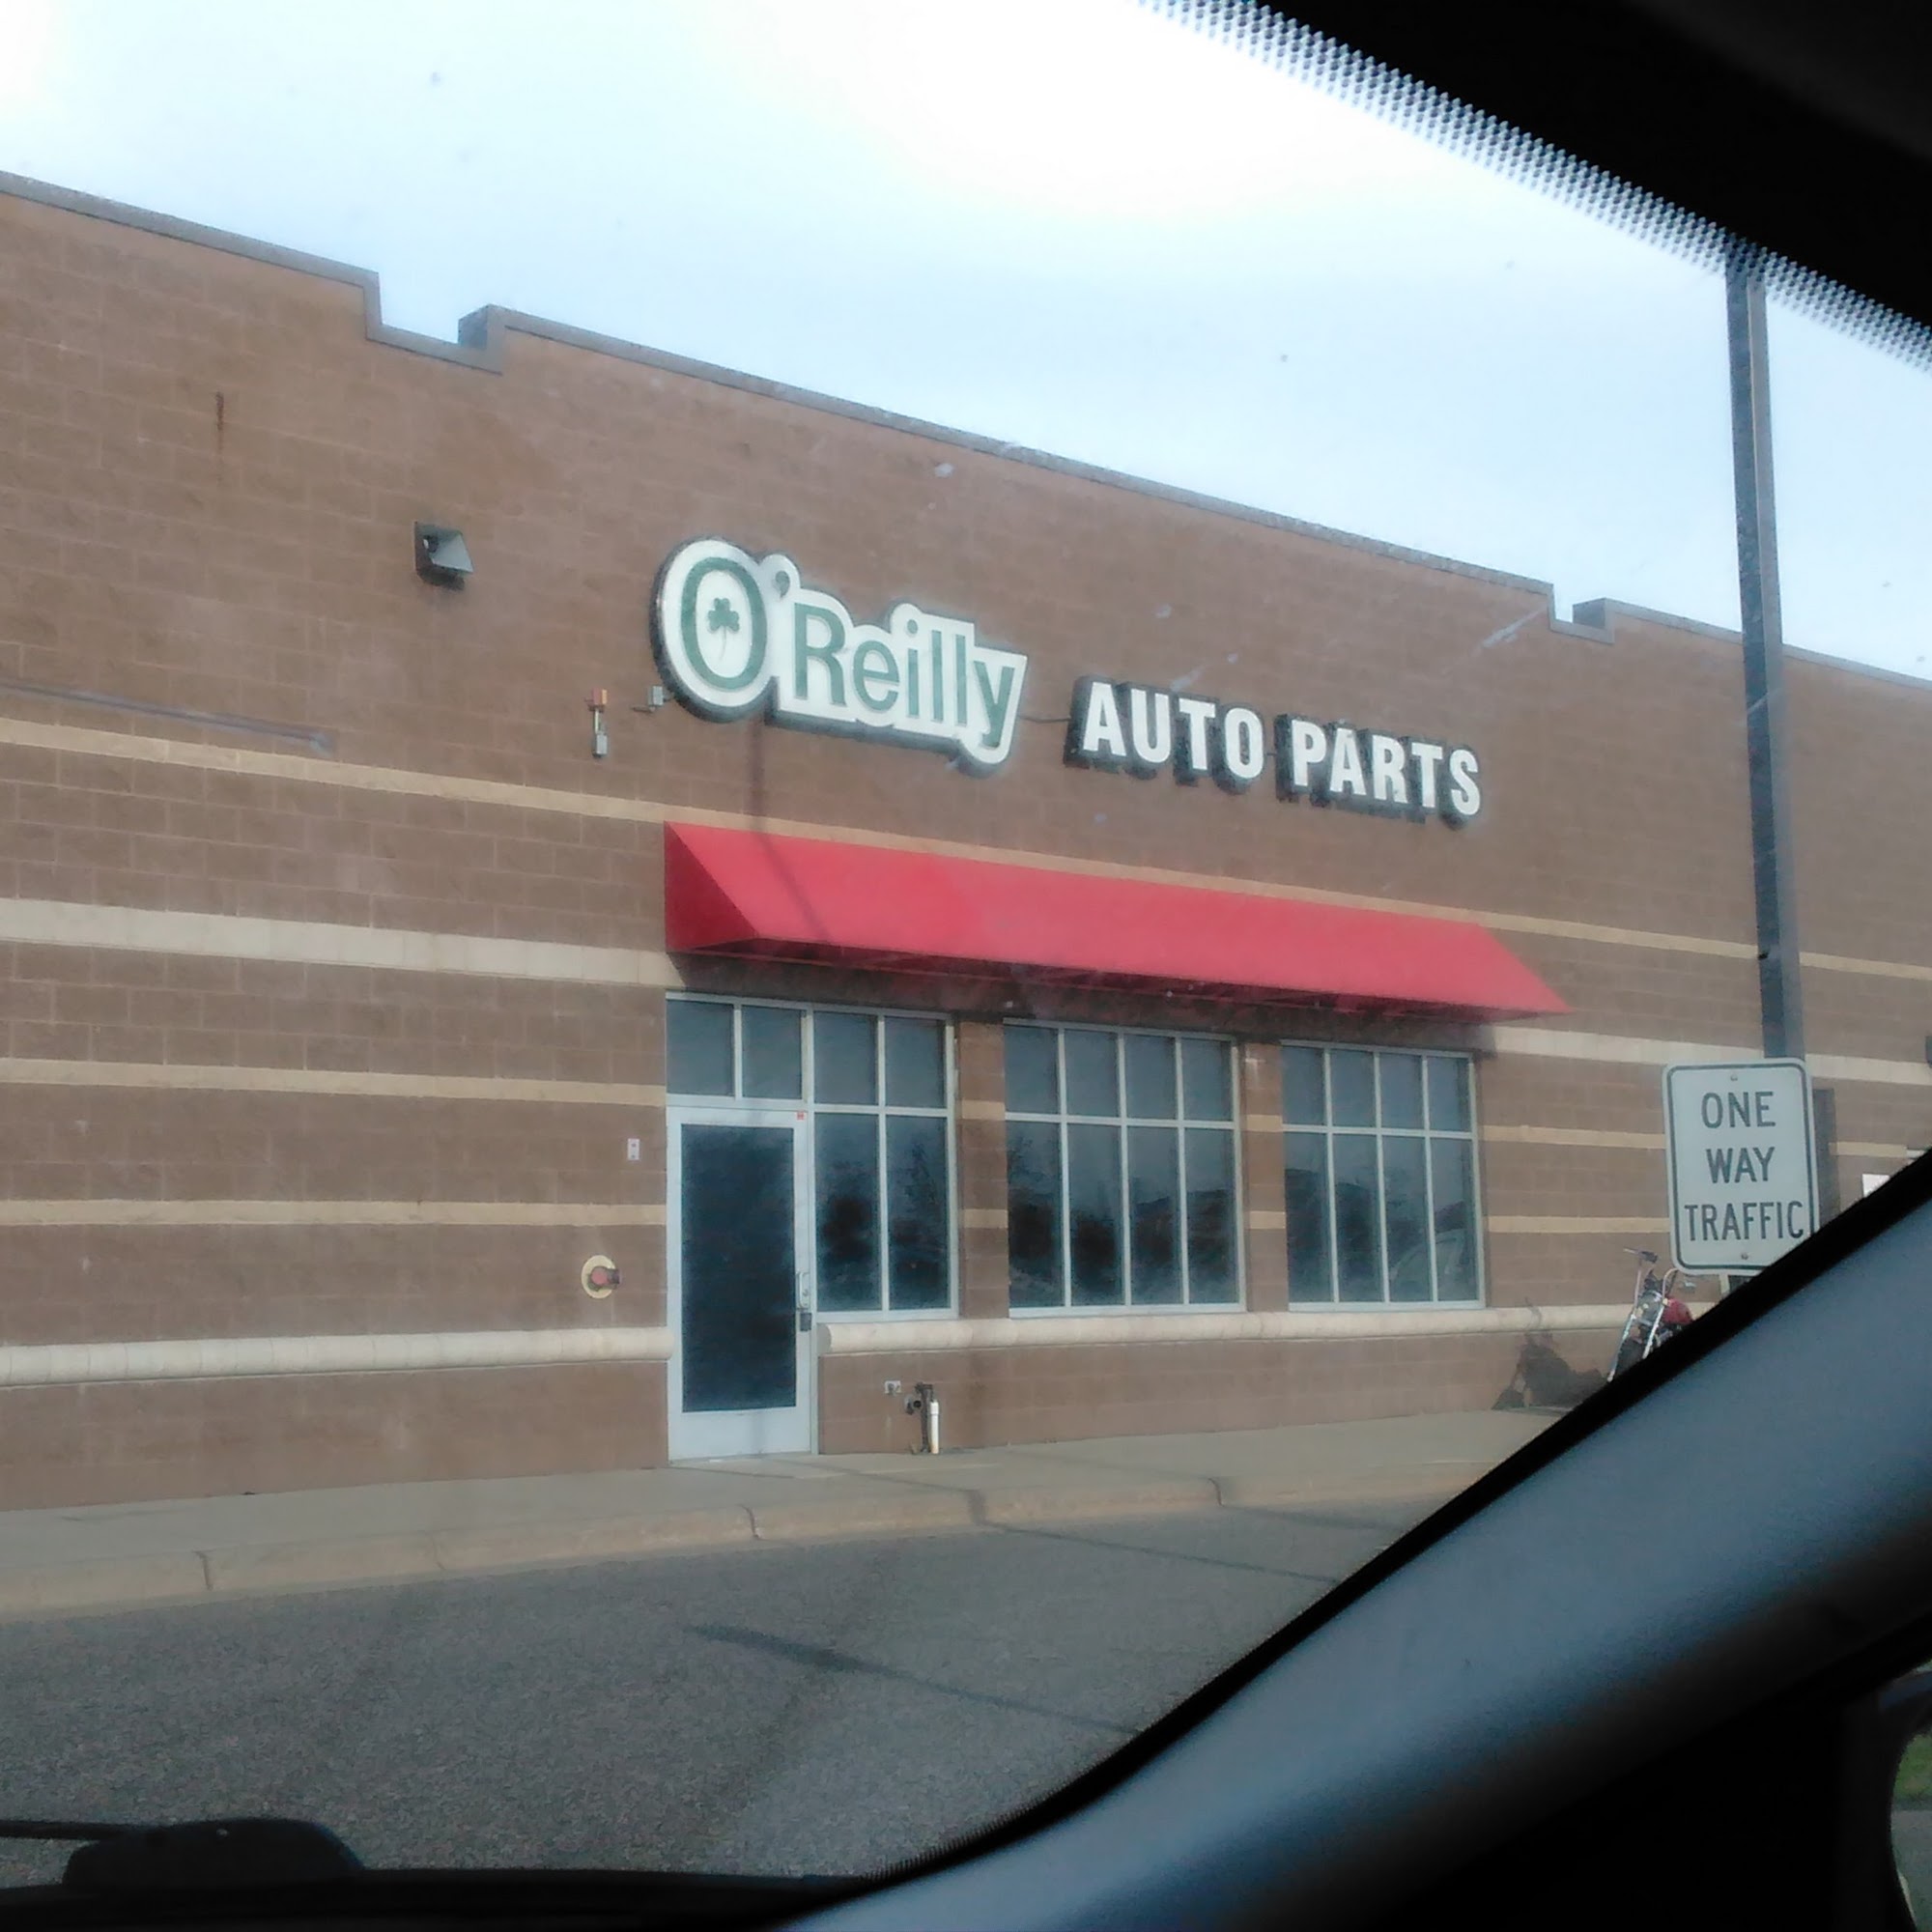 O'Reilly AUTO PARTS
ONE
WAY
TRAFFIC